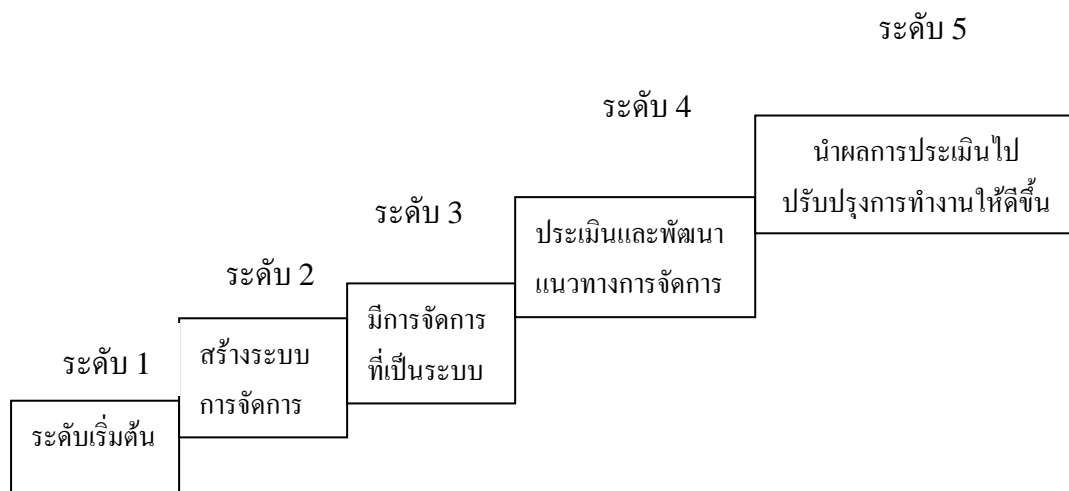 ระดับ 1
ระดับเริ่มต้น
ระดับ 2
สร้างระบบ
การจัดการ
ระดับ 3
มีการจัดการ
ที่เป็นระบบ
ระดับ 4
ประเมินและพัฒนา
แนวทางการจัดการ
ระดับ 5
นำผลการประเมินไป
ปรับปรุงการทำงานให้ดีขึ้น